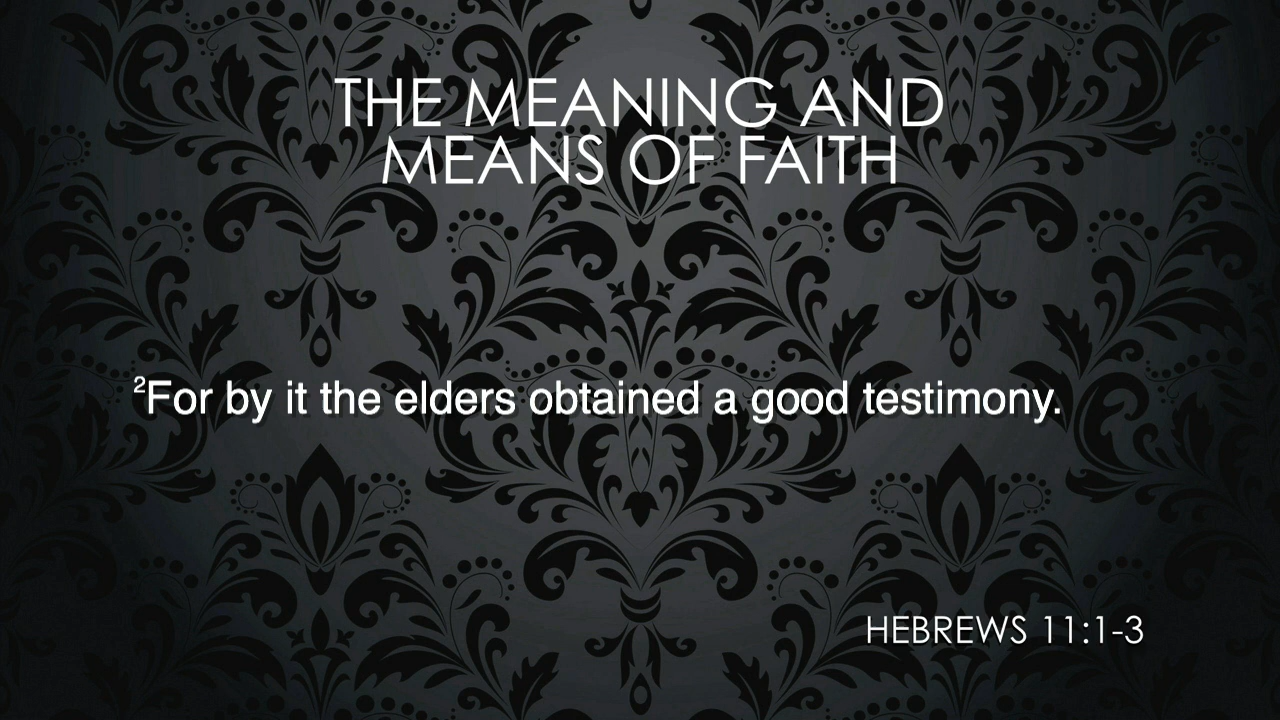 THE MEANING AND
MEANS OF FAITH
²For by it the elders obtained a good testimony.
HEBREWS 11:1-3